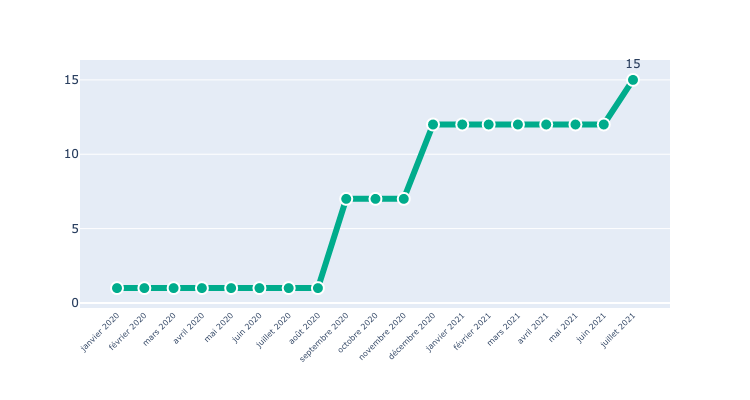 15
15
10
5
0
janvier 2020
février 2020
mars 2020
avril 2020
mai 2020
juin 2020
juillet 2020
août 2020
septembre 2020
octobre 2020
novembre 2020
décembre 2020
janvier 2021
février 2021
mars 2021
avril 2021
mai 2021
juin 2021
juillet 2021